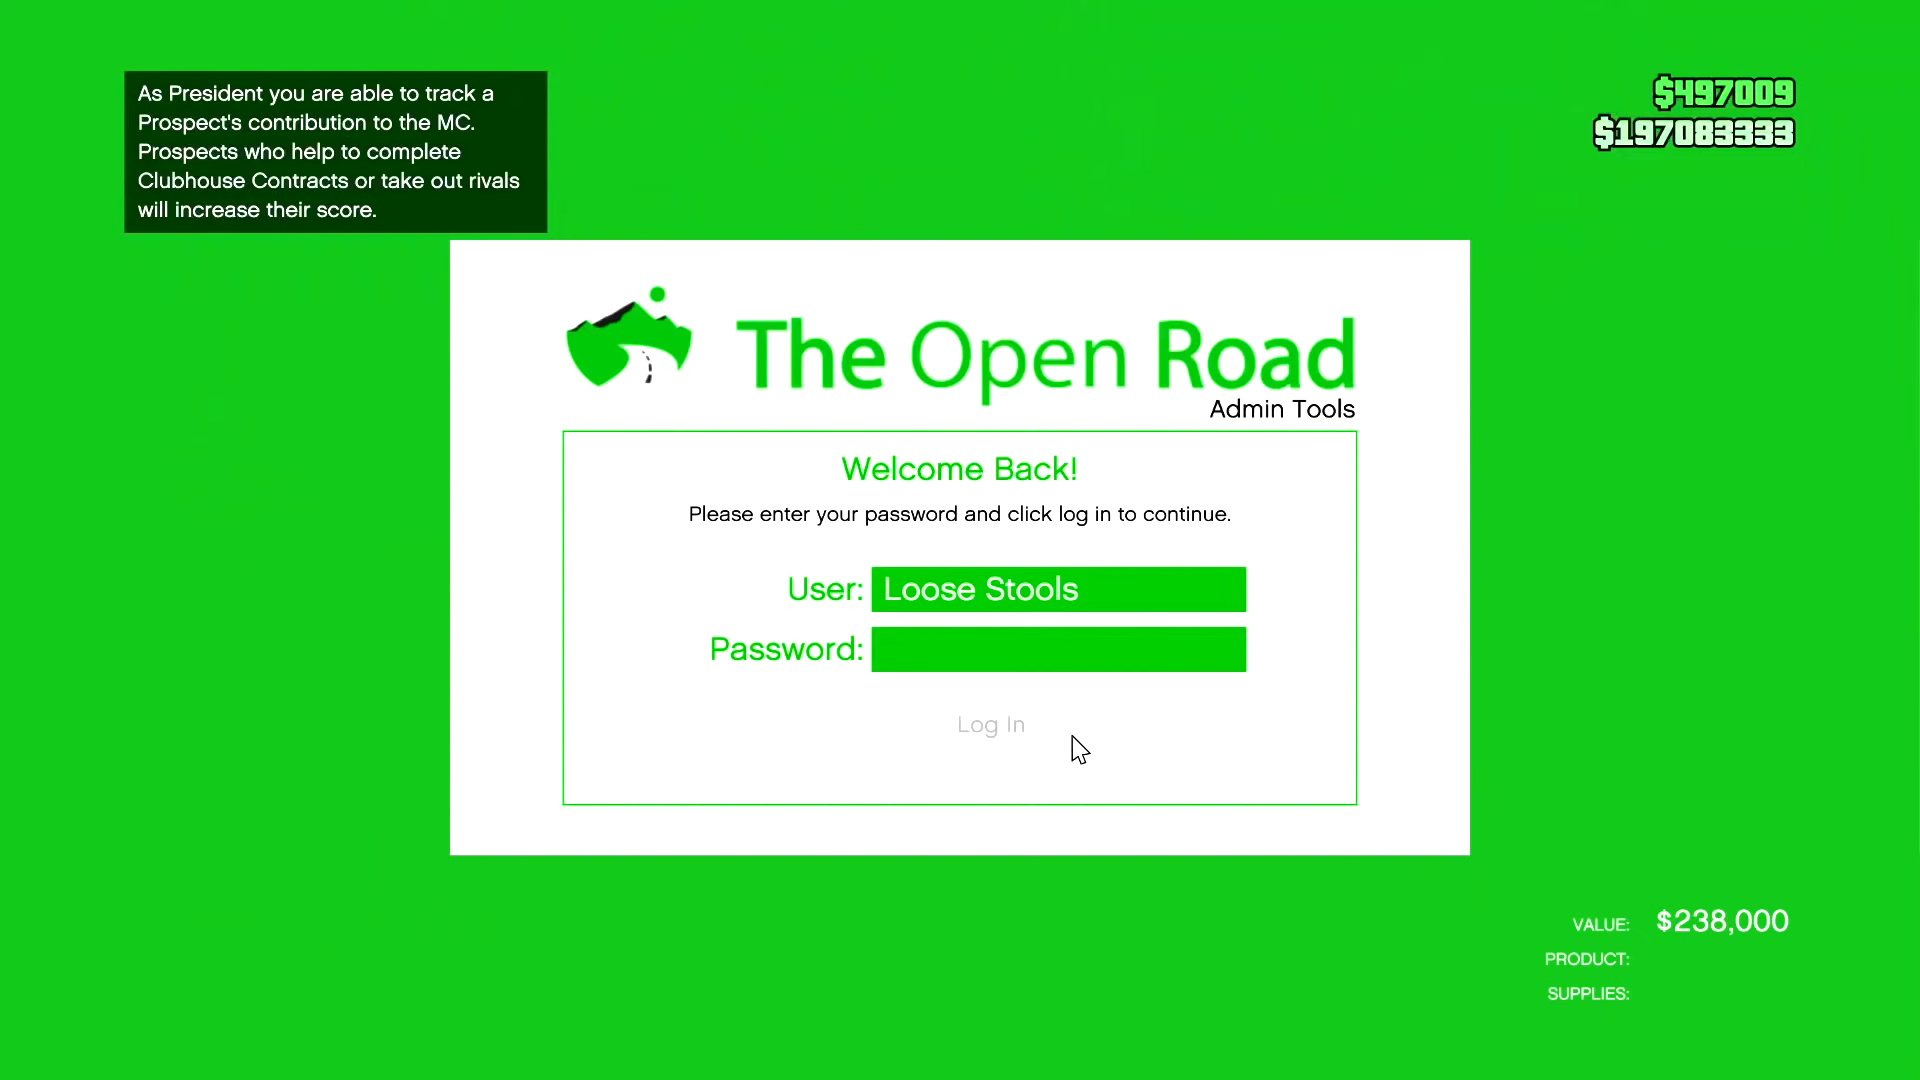 As President you are able to track a
Prospect's contribution to the MC.
Prospects who help to complete
Clubhouse Contracts or take out rivals
will increase their score.
$497009
$197083333
The Open Road
Admin Tools
Welcome Back!
Please enter your password and click log in to continue.
User: Loose Stools
Password:
Log In
VALUE: $238,000
PRODUCT:
SUPPLIES: